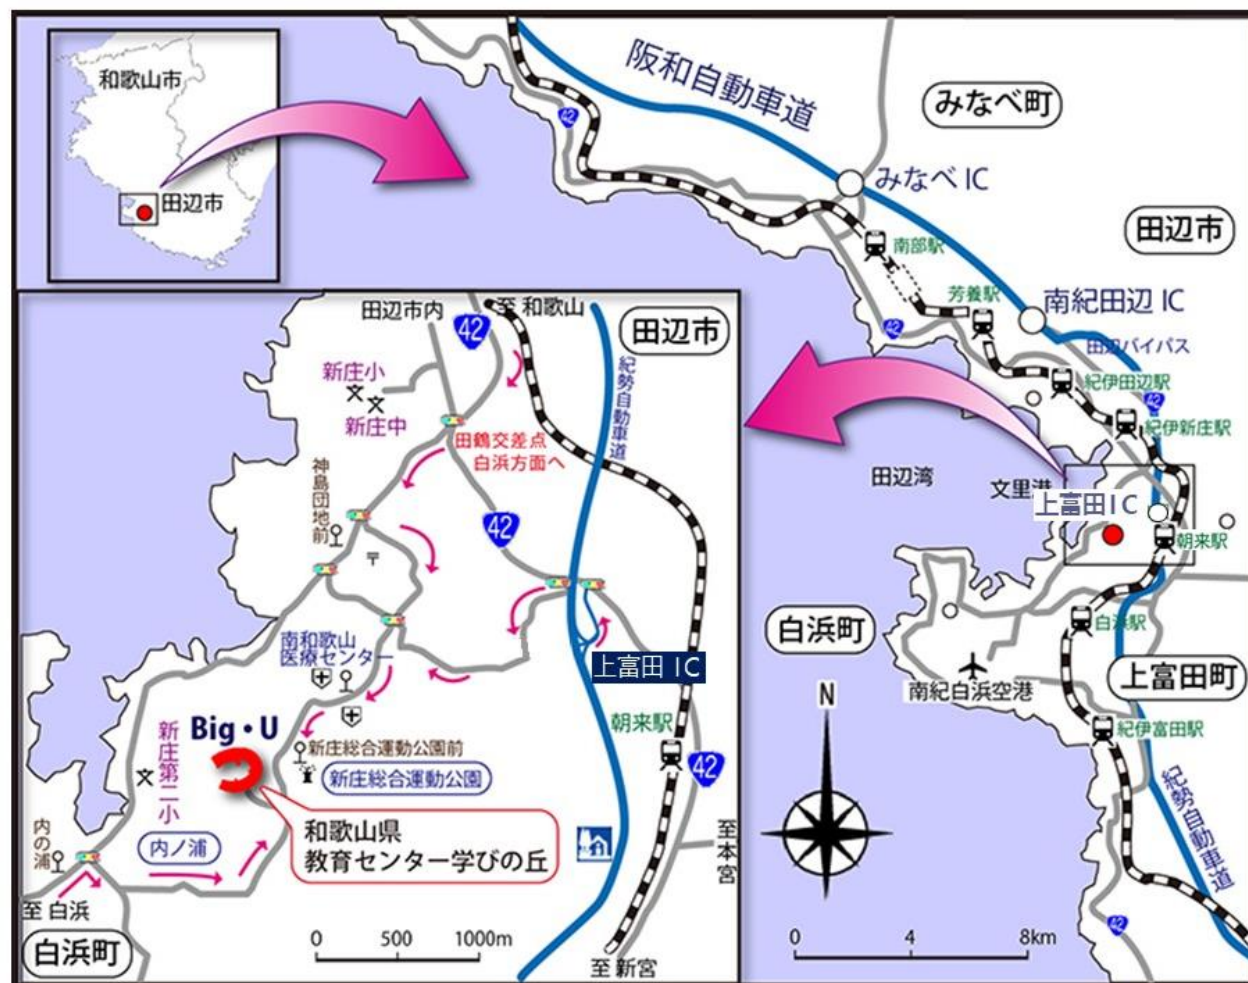 和歌山市
田辺市
阪和自動車道
42
みなべ町
みなべ IC
田辺市
南部駅
芳養駅
南紀田辺 IC
42
田辺バイパス
紀伊田辺駅
42
紀伊新庄駅
田辺湾
文里港
上富田IC
朝来駅
白浜町
白浜駅
上富田町
南紀白浜空港
紀伊富田駅
紀勢自動車道
42
N
0 4 8km
田辺市内
42
至 和歌山
田辺市
新庄小
新庄中
紀勢自動車道
田鶴交差点
白浜方面へ
神島団地前
42
〒
南和歌山
医療センター
上富田 IC
朝来駅
42
Big・U
新庄第二小
新庄総合運動公園前
新庄総合運動公園
和歌山県
教育センター学びの丘
内の浦
内ノ浦
至本宮
至 白浜
白浜町
0 500 1000m
至 新宮